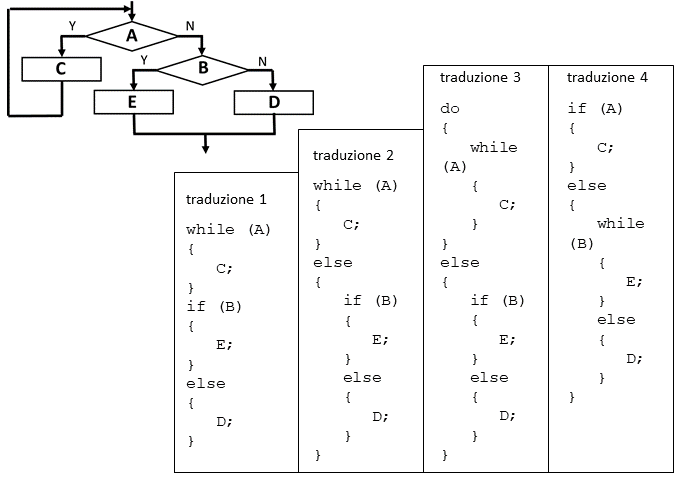 A
Y
N
C
B
Y
N
E
D
traduzione 1
while (A)
{
C;
}
if (B)
{
E;
}
else
{
D;
}
traduzione 2
while (A)
{
C;
}
else
{
if (B)
{
E;
}
else
{
D;
}
}
traduzione 3
do
{
while
(A)
{
C;
}
}
else
{
if (B)
{
E;
}
else
{
D;
}
}
traduzione 4
if (A)
{
C;
}
else
{
while
(B)
{
E;
}
else
{
D;
}
}